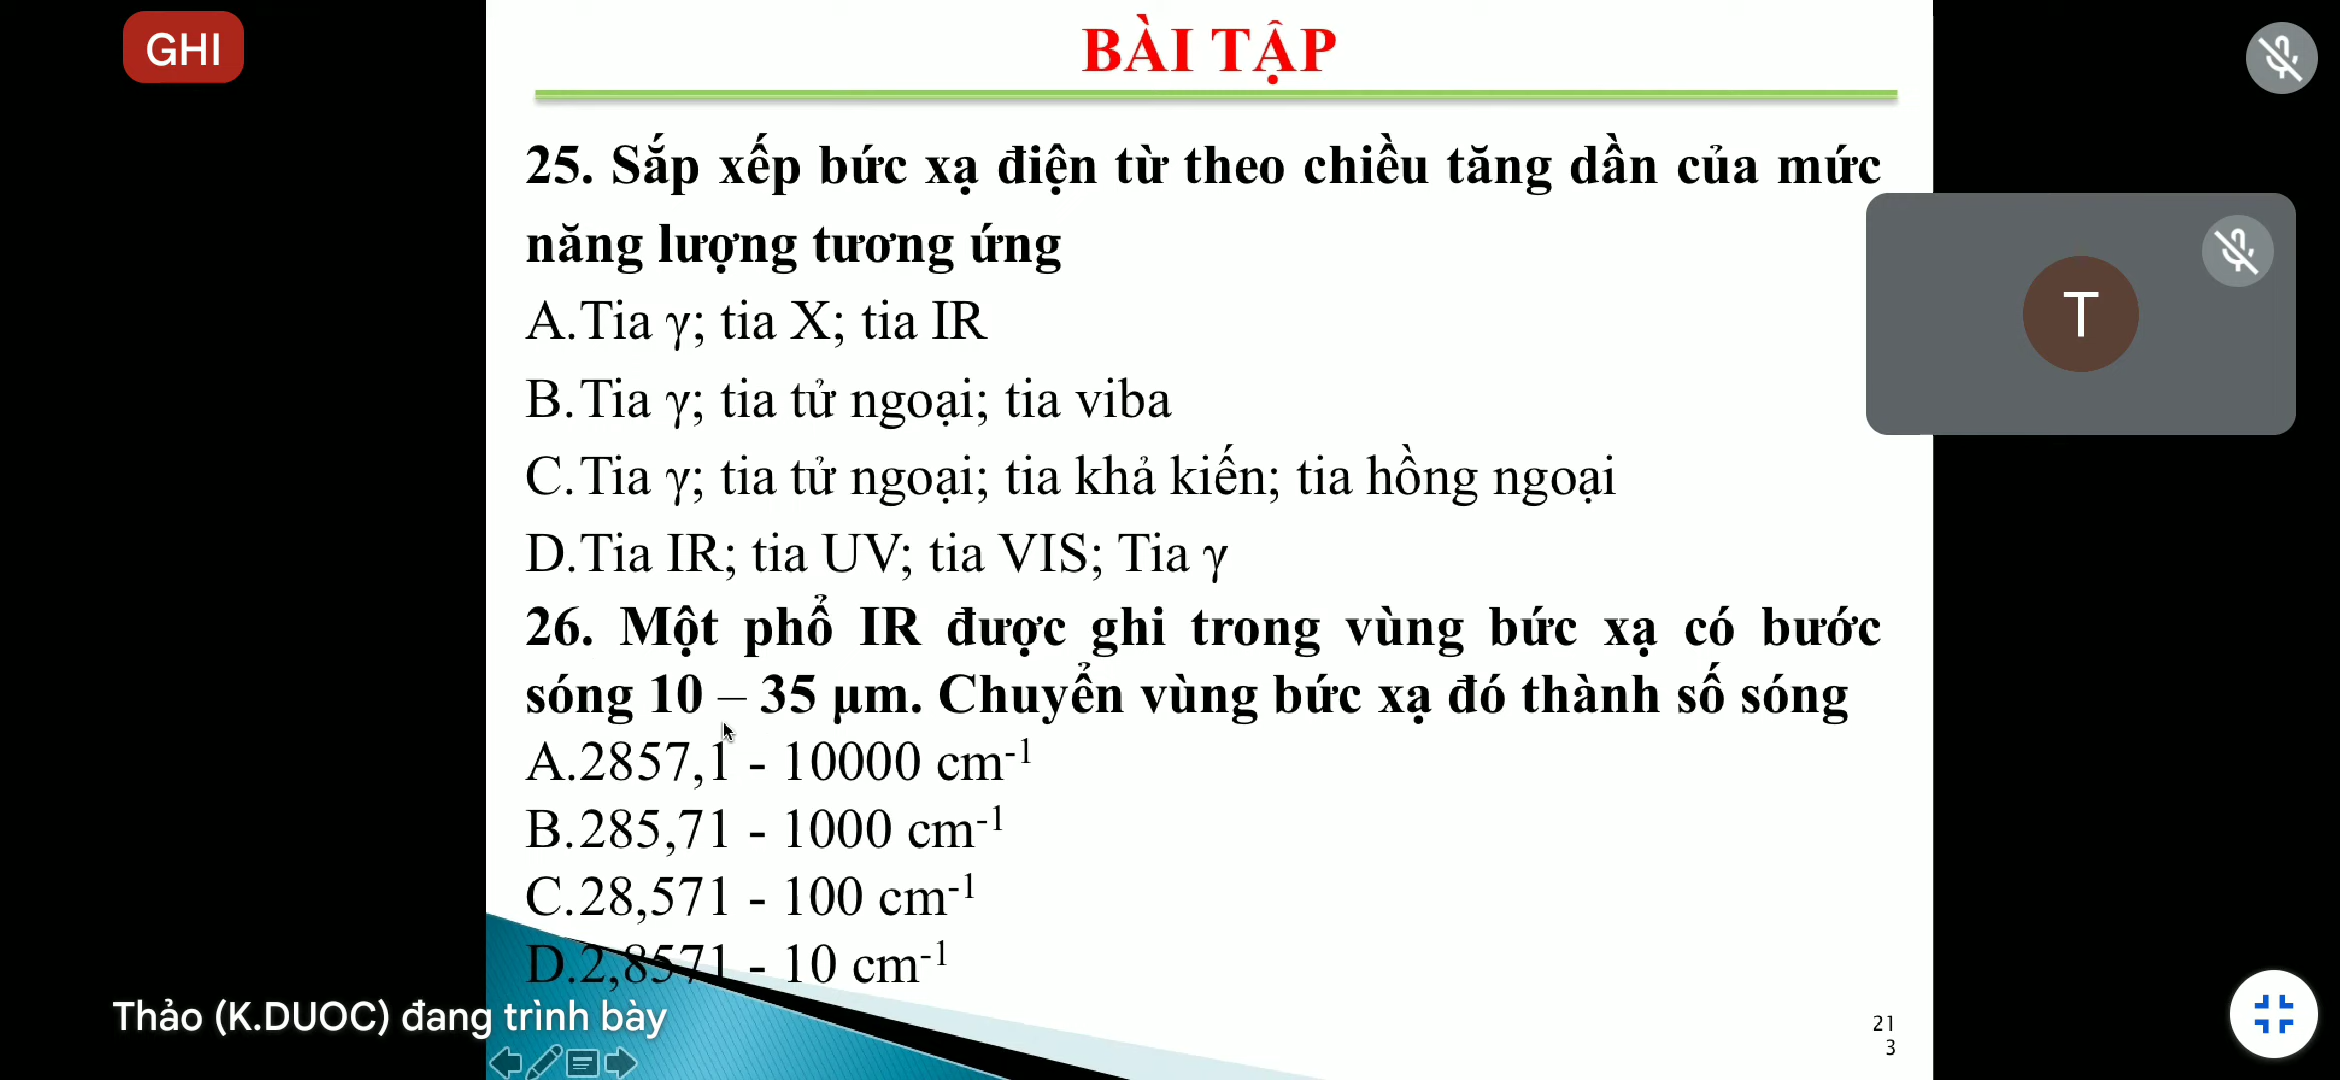 GHI
BÀI TẬP
25. Sắp xếp bức xạ điện từ theo chiều tăng dần của mức
năng lượng tương ứng
A.Tia γ; tia X; tia IR
B.Tia γ; tia tử ngoại; tia viba
C.Tia γ; tia tử ngoại; tia khả kiến; tia hồng ngoại
D.Tia IR; tia UV; tia VIS; Tia γ
T
26. Một phổ IR được ghi trong vùng bức xạ có bước
sóng 10 – 35 μm. Chuyển vùng bức xạ đó thành số sóng
A.2857,1 - 10000 cm⁻¹
B.285,71 - 1000 cm⁻¹
C.28,571 - 100 cm⁻¹
D.2,8571 - 10 cm⁻¹
Thảo (K.DUOC) đang trình bày
21
3